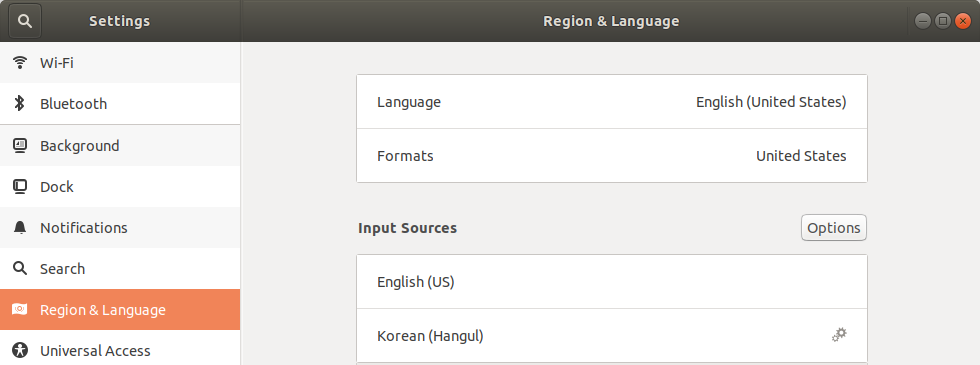 Settings
Region & Language
Wi-Fi
Bluetooth
Background
Dock
Notifications
Search
Region & Language
Universal Access
Language English (United States)
Formats United States
Input Sources Options
English (US)
Korean (Hangul)